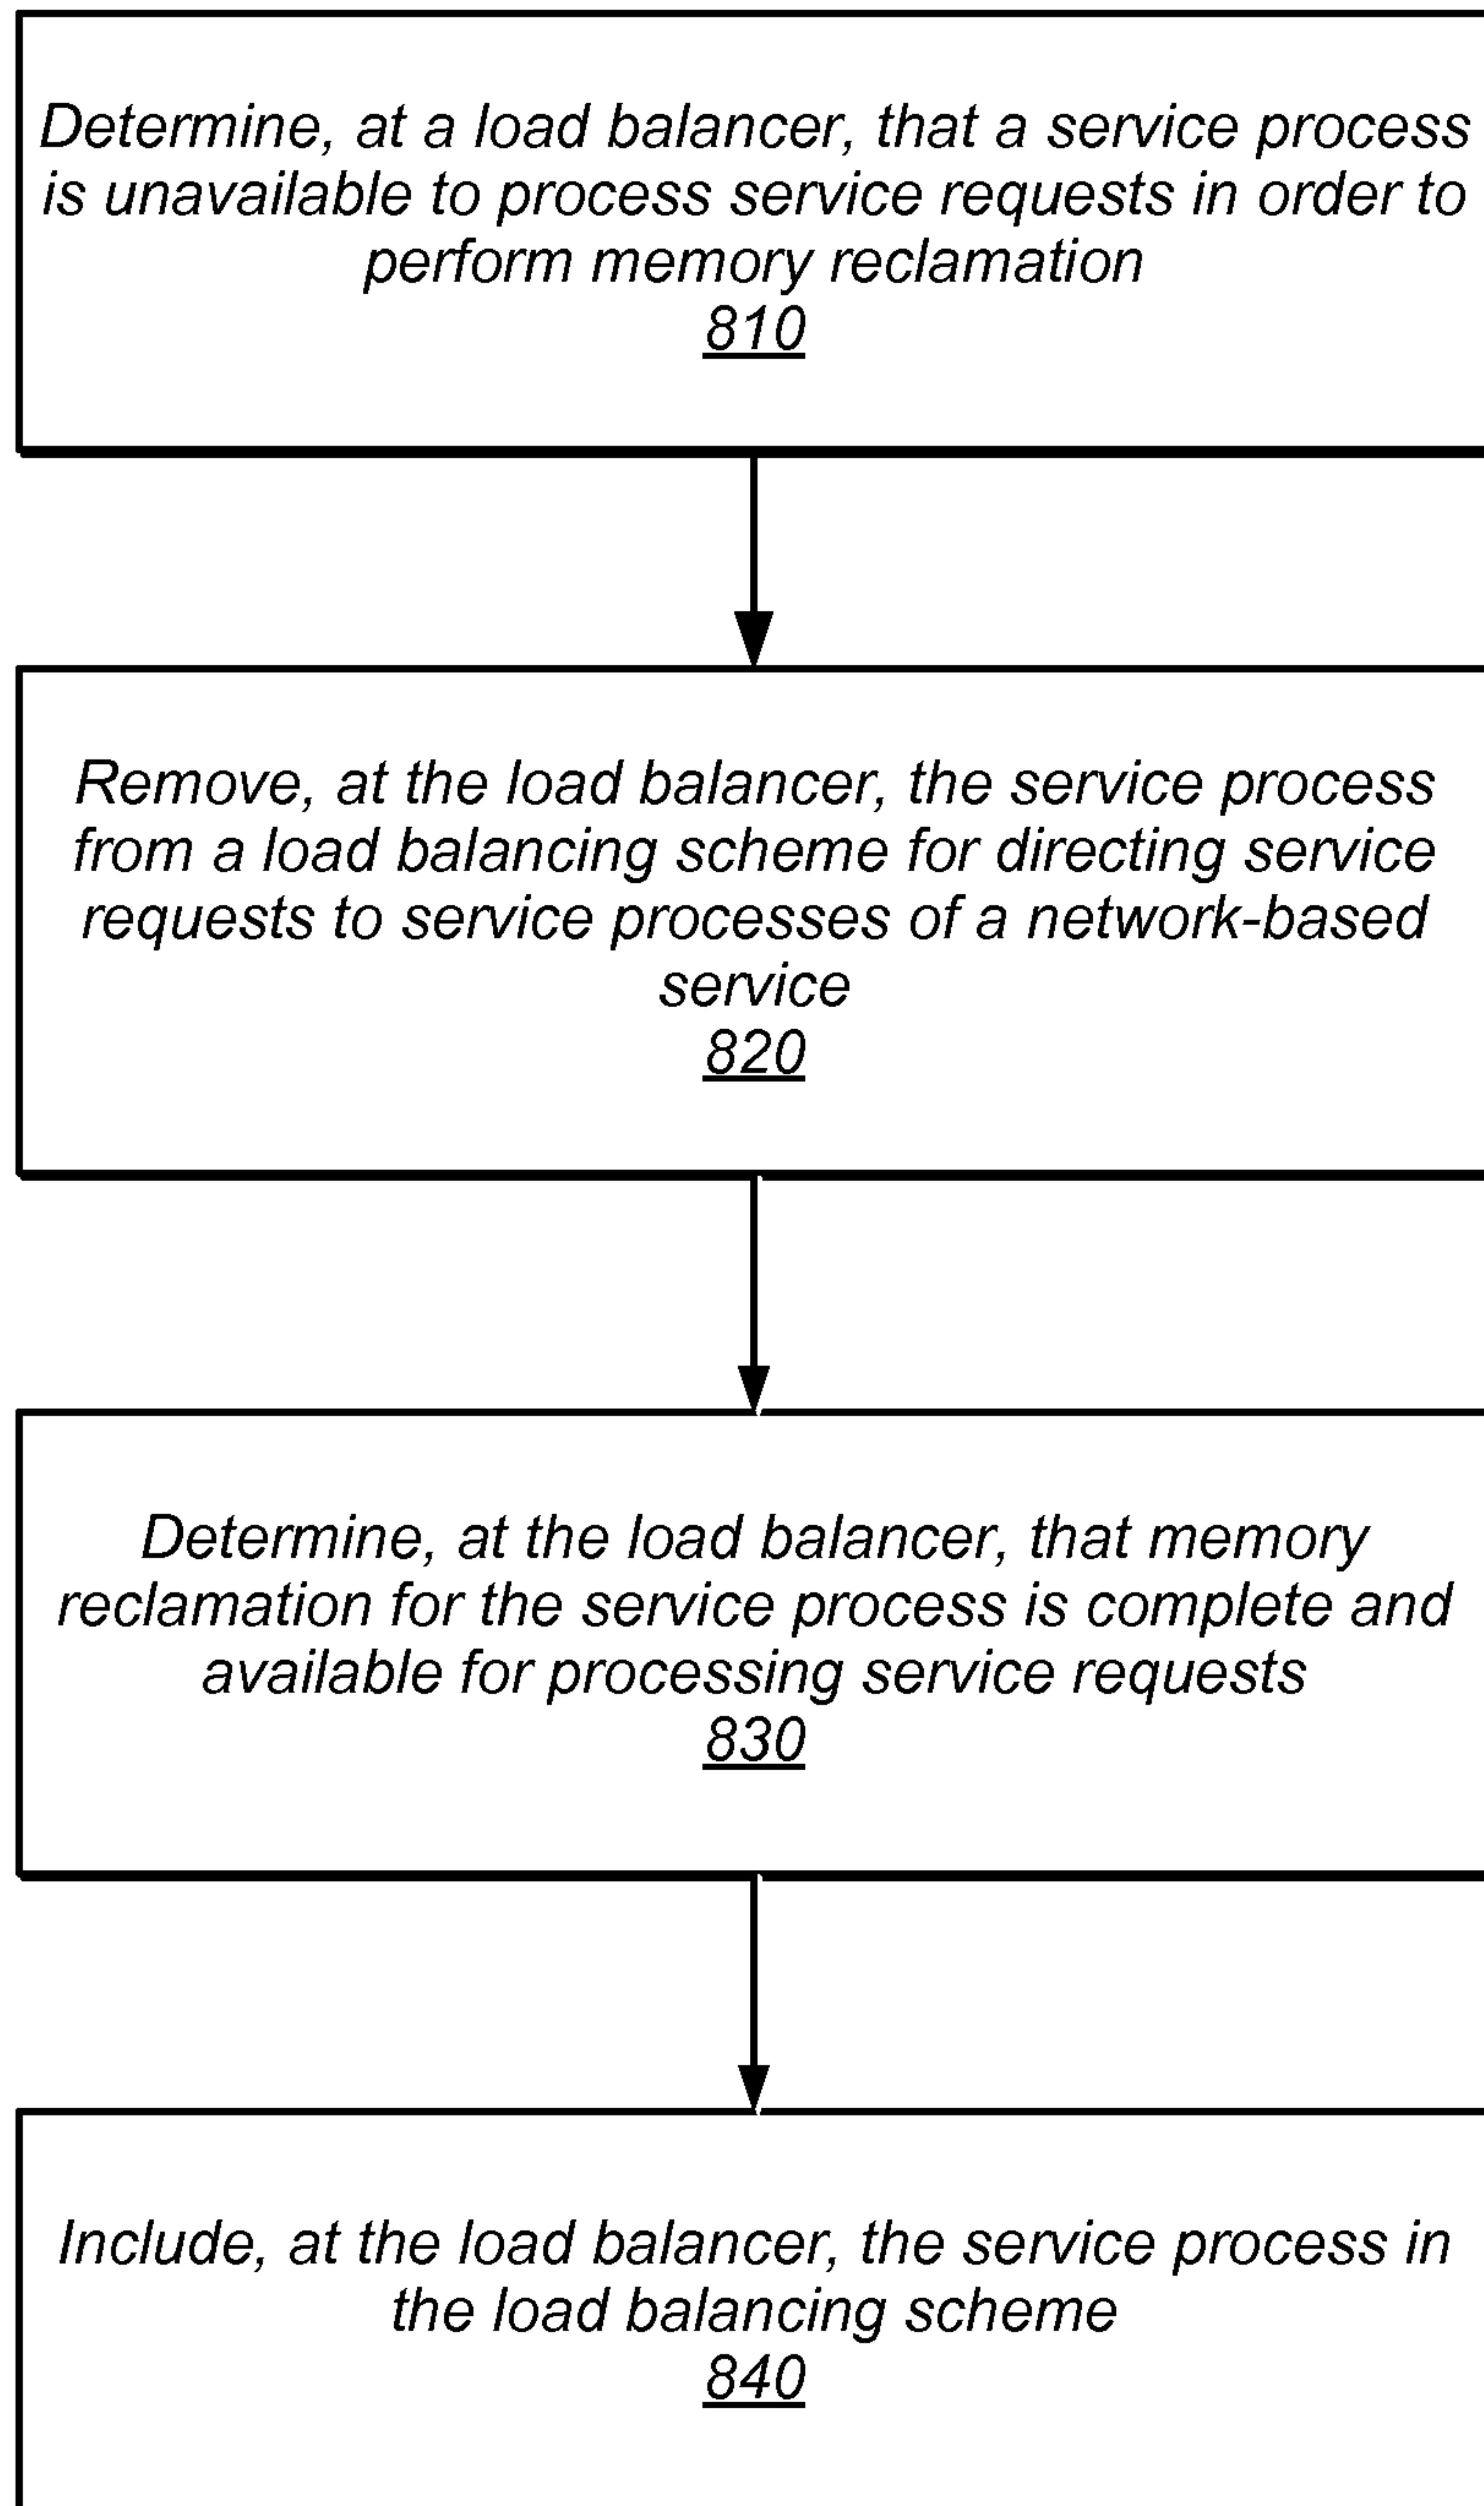 Determine, at a load balancer, that a service process
is unavailable to process service requests in order to
perform memory reclamation
810
Remove, at the load balancer, the service process
from a load balancing scheme for directing service
requests to service processes of a network-based
service
820
Determine, at the load balancer, that memory
reclamation for the service process is complete and
available for processing service requests
830
Include, at the load balancer, the service process in
the load balancing scheme
840